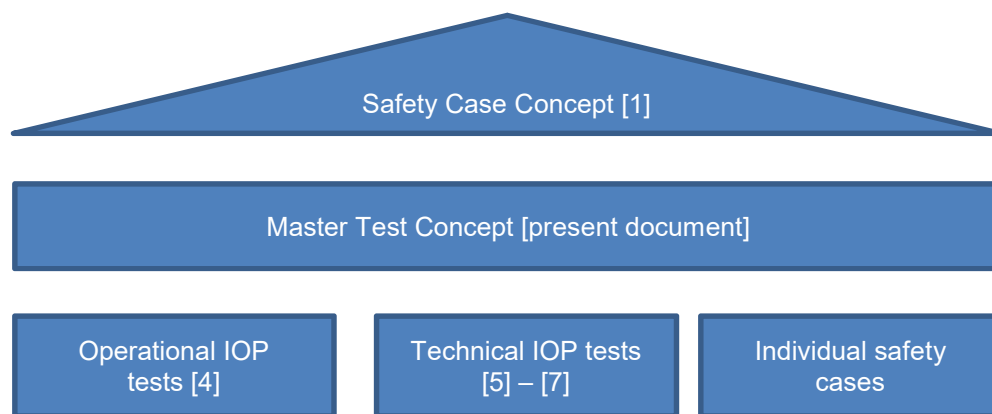 Safety Case Concept [1]
Master Test Concept [present document]
Operational IOP
tests [4]
Technical IOP tests
[5] – [7]
Individual safety
cases